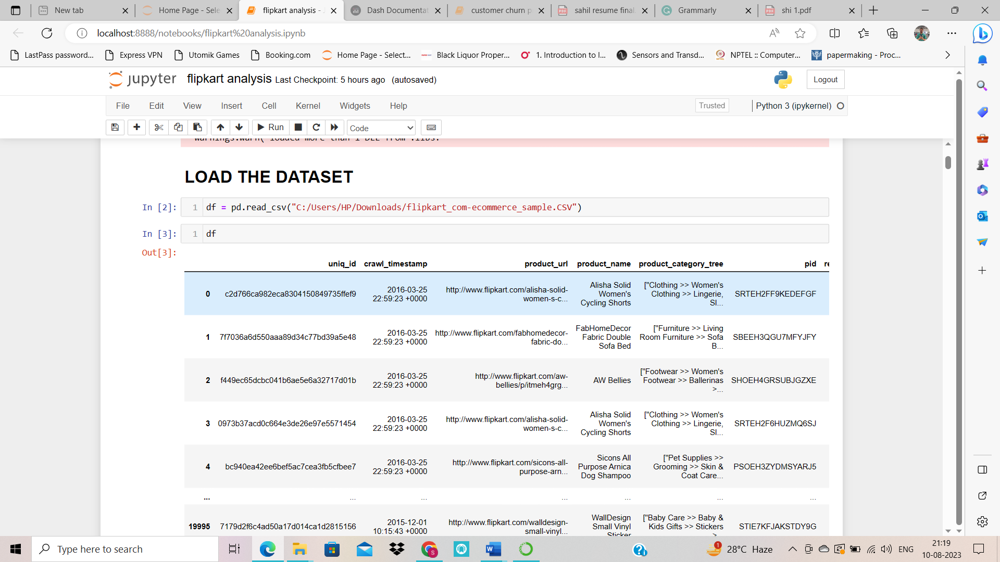 New tab
Home Page - Sele
flipkart analysis - J
Dash Documentat
customer churn p
sahil resume final.
Grammarly
shi 1.pdf
localhost:8888/notebooks/flipkart%20analysis.ipynb
LastPass password...
Express VPN
Utomik Games
Booking.com
Home Page - Select...
Black Liquor Proper...
1. Introduction to I...
Sensors and Transd...
NPTEL :: Computer...
papermaking - Proc...
jupyter flipkart analysis Last Checkpoint: 5 hours ago (autosaved)
Logout
File Edit View Insert Cell Kernel Widgets Help
Trusted
Python 3 (ipykernel)
Run
Code
warnings.warn("loaded more than 1 DLL from .libs:"
LOAD THE DATASET
In [2]: 1 df = pd.read_csv("C:/Users/HP/Downloads/flipkart_com-ecommerce_sample.CSV")
In [3]: 1 df
Out[3]:
uniq_id crawl_timestamp product_url product_name product_category_tree pid re
0 c2d766ca982eca8304150849735ffef9
2016-03-25
22:59:23 +0000
http://www.flipkart.com/alisha-solid-
women-s-c...
Alisha Solid
Women's
Cycling Shorts
["Clothing >> Women's
Clothing >> Lingerie,
Sl...
SRTEH2FF9KEDEFGF
1 7f7036a6d550aaa89d34c77bd39a5e48
2016-03-25
22:59:23 +0000
http://www.flipkart.com/fabhomedecor-
fabric-do...
FabHomeDecor
Fabric Double
Sofa Bed
["Furniture >> Living
Room Furniture >> Sofa
B...
SBEEH3QGU7MFYJFY
2 f449ec65dcbc041b6ae5e6a32717d01b
2016-03-25
22:59:23 +0000
http://www.flipkart.com/aw-
bellies/p/itmeh4grg...
AW Bellies
["Footwear >> Women's
Footwear >> Ballerinas
>...
SHOEH4GRSUBJGZXE
3 0973b37acd0c664e3de26e97e5571454
2016-03-25
22:59:23 +0000
http://www.flipkart.com/alisha-solid-
women-s-c...
Alisha Solid
Women's
Cycling Shorts
["Clothing >> Women's
Clothing >> Lingerie,
Sl...
SRTEH2F6HUZMQ6SJ
4 bc940ea42ee6bef5ac7cea3fb5cfbee7
2016-03-25
22:59:23 +0000
http://www.flipkart.com/sicons-all-
purpose-arn...
Sicons All
Purpose Arnica
Dog Shampoo
["Pet Supplies >>
Grooming >> Skin &
Coat Care...
PSOEH3ZYDMSYARJ5
... ... ... ... ... ... ...
19995 7179d2f6c4ad50a17d014ca1d2815156
2015-12-01
10:15:43 +0000
http://www.flipkart.com/walldesign-
small-vinyl...
WallDesign
Small Vinyl
Sticker
["Baby Care >> Baby &
Kids Gifts >> Stickers
>...
STIE7KFJAKSTDY9G
Type here to search
1
28°C Haze
ENG
21:19
10-08-2023